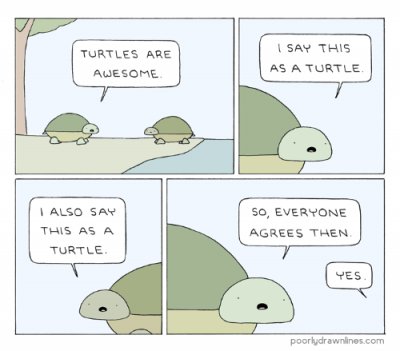 TURTLES ARE
AWESOME.
I SAY THIS
AS A TURTLE.
I ALSO SAY
THIS AS A
TURTLE.
SO, EVERYONE
AGREES THEN.
YES.
poorlydrawnlines.com